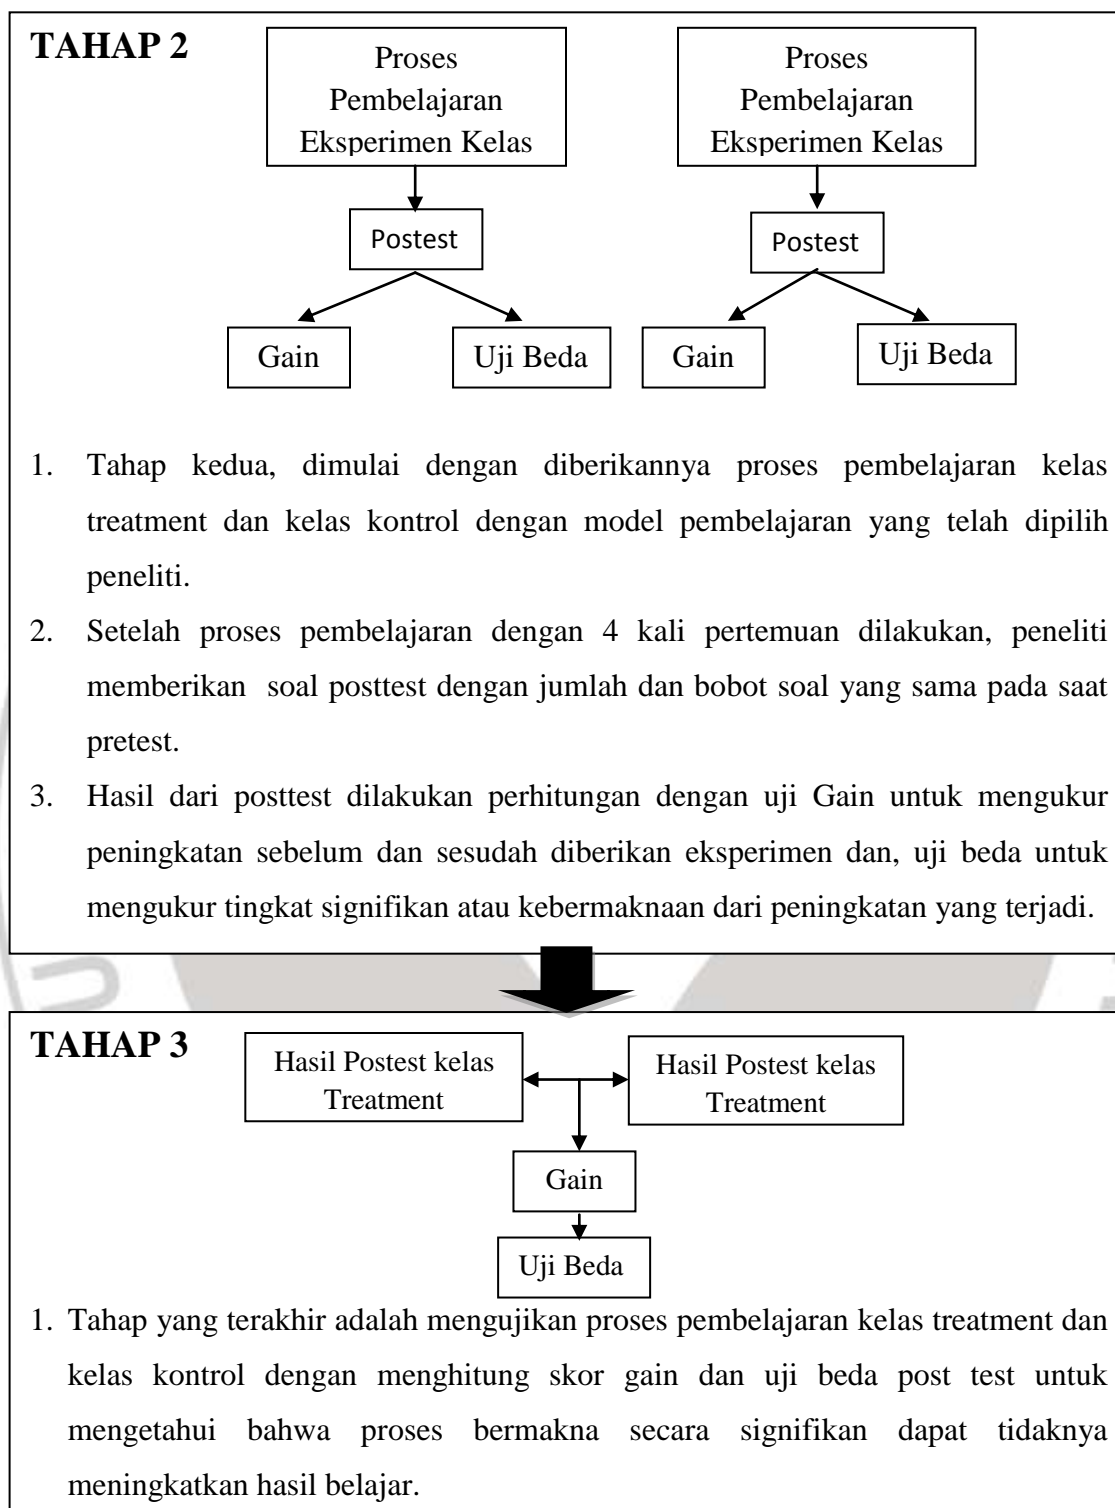 TAHAP 2
Proses
Pembelajaran
Eksperimen Kelas
Proses
Pembelajaran
Eksperimen Kelas
Postest
Postest
Gain
Uji Beda
Gain
Uji Beda
1. Tahap kedua, dimulai dengan diberikannya proses pembelajaran kelas
treatment dan kelas kontrol dengan model pembelajaran yang telah dipilih
peneliti.
2. Setelah proses pembelajaran dengan 4 kali pertemuan dilakukan, peneliti
memberikan soal posttest dengan jumlah dan bobot soal yang sama pada saat
pretest.
3. Hasil dari posttest dilakukan perhitungan dengan uji Gain untuk mengukur
peningkatan sebelum dan sesudah diberikan eksperimen dan, uji beda untuk
mengukur tingkat signifikan atau kebermaknaan dari peningkatan yang terjadi.
TAHAP 3
Hasil Postest kelas
Treatment
Hasil Postest kelas
Treatment
Gain
Uji Beda
1. Tahap yang terakhir adalah mengujikan proses pembelajaran kelas treatment dan
kelas kontrol dengan menghitung skor gain dan uji beda post test untuk
mengetahui bahwa proses bermakna secara signifikan dapat tidaknya
meningkatkan hasil belajar.